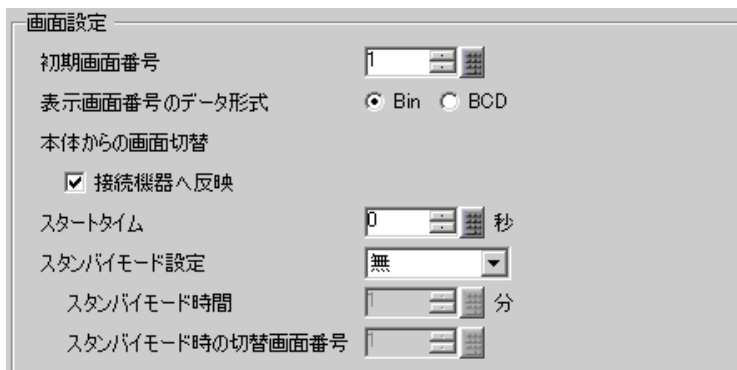 画面設定
初期画面番号 1
表示画面番号のデータ形式 Bin BCD
本体からの画面切替
接続機器へ反映
スタートタイム 0 秒
スタンバイモード設定 無
スタンバイモード時間 1 分
スタンバイモード時の切替画面番号 1